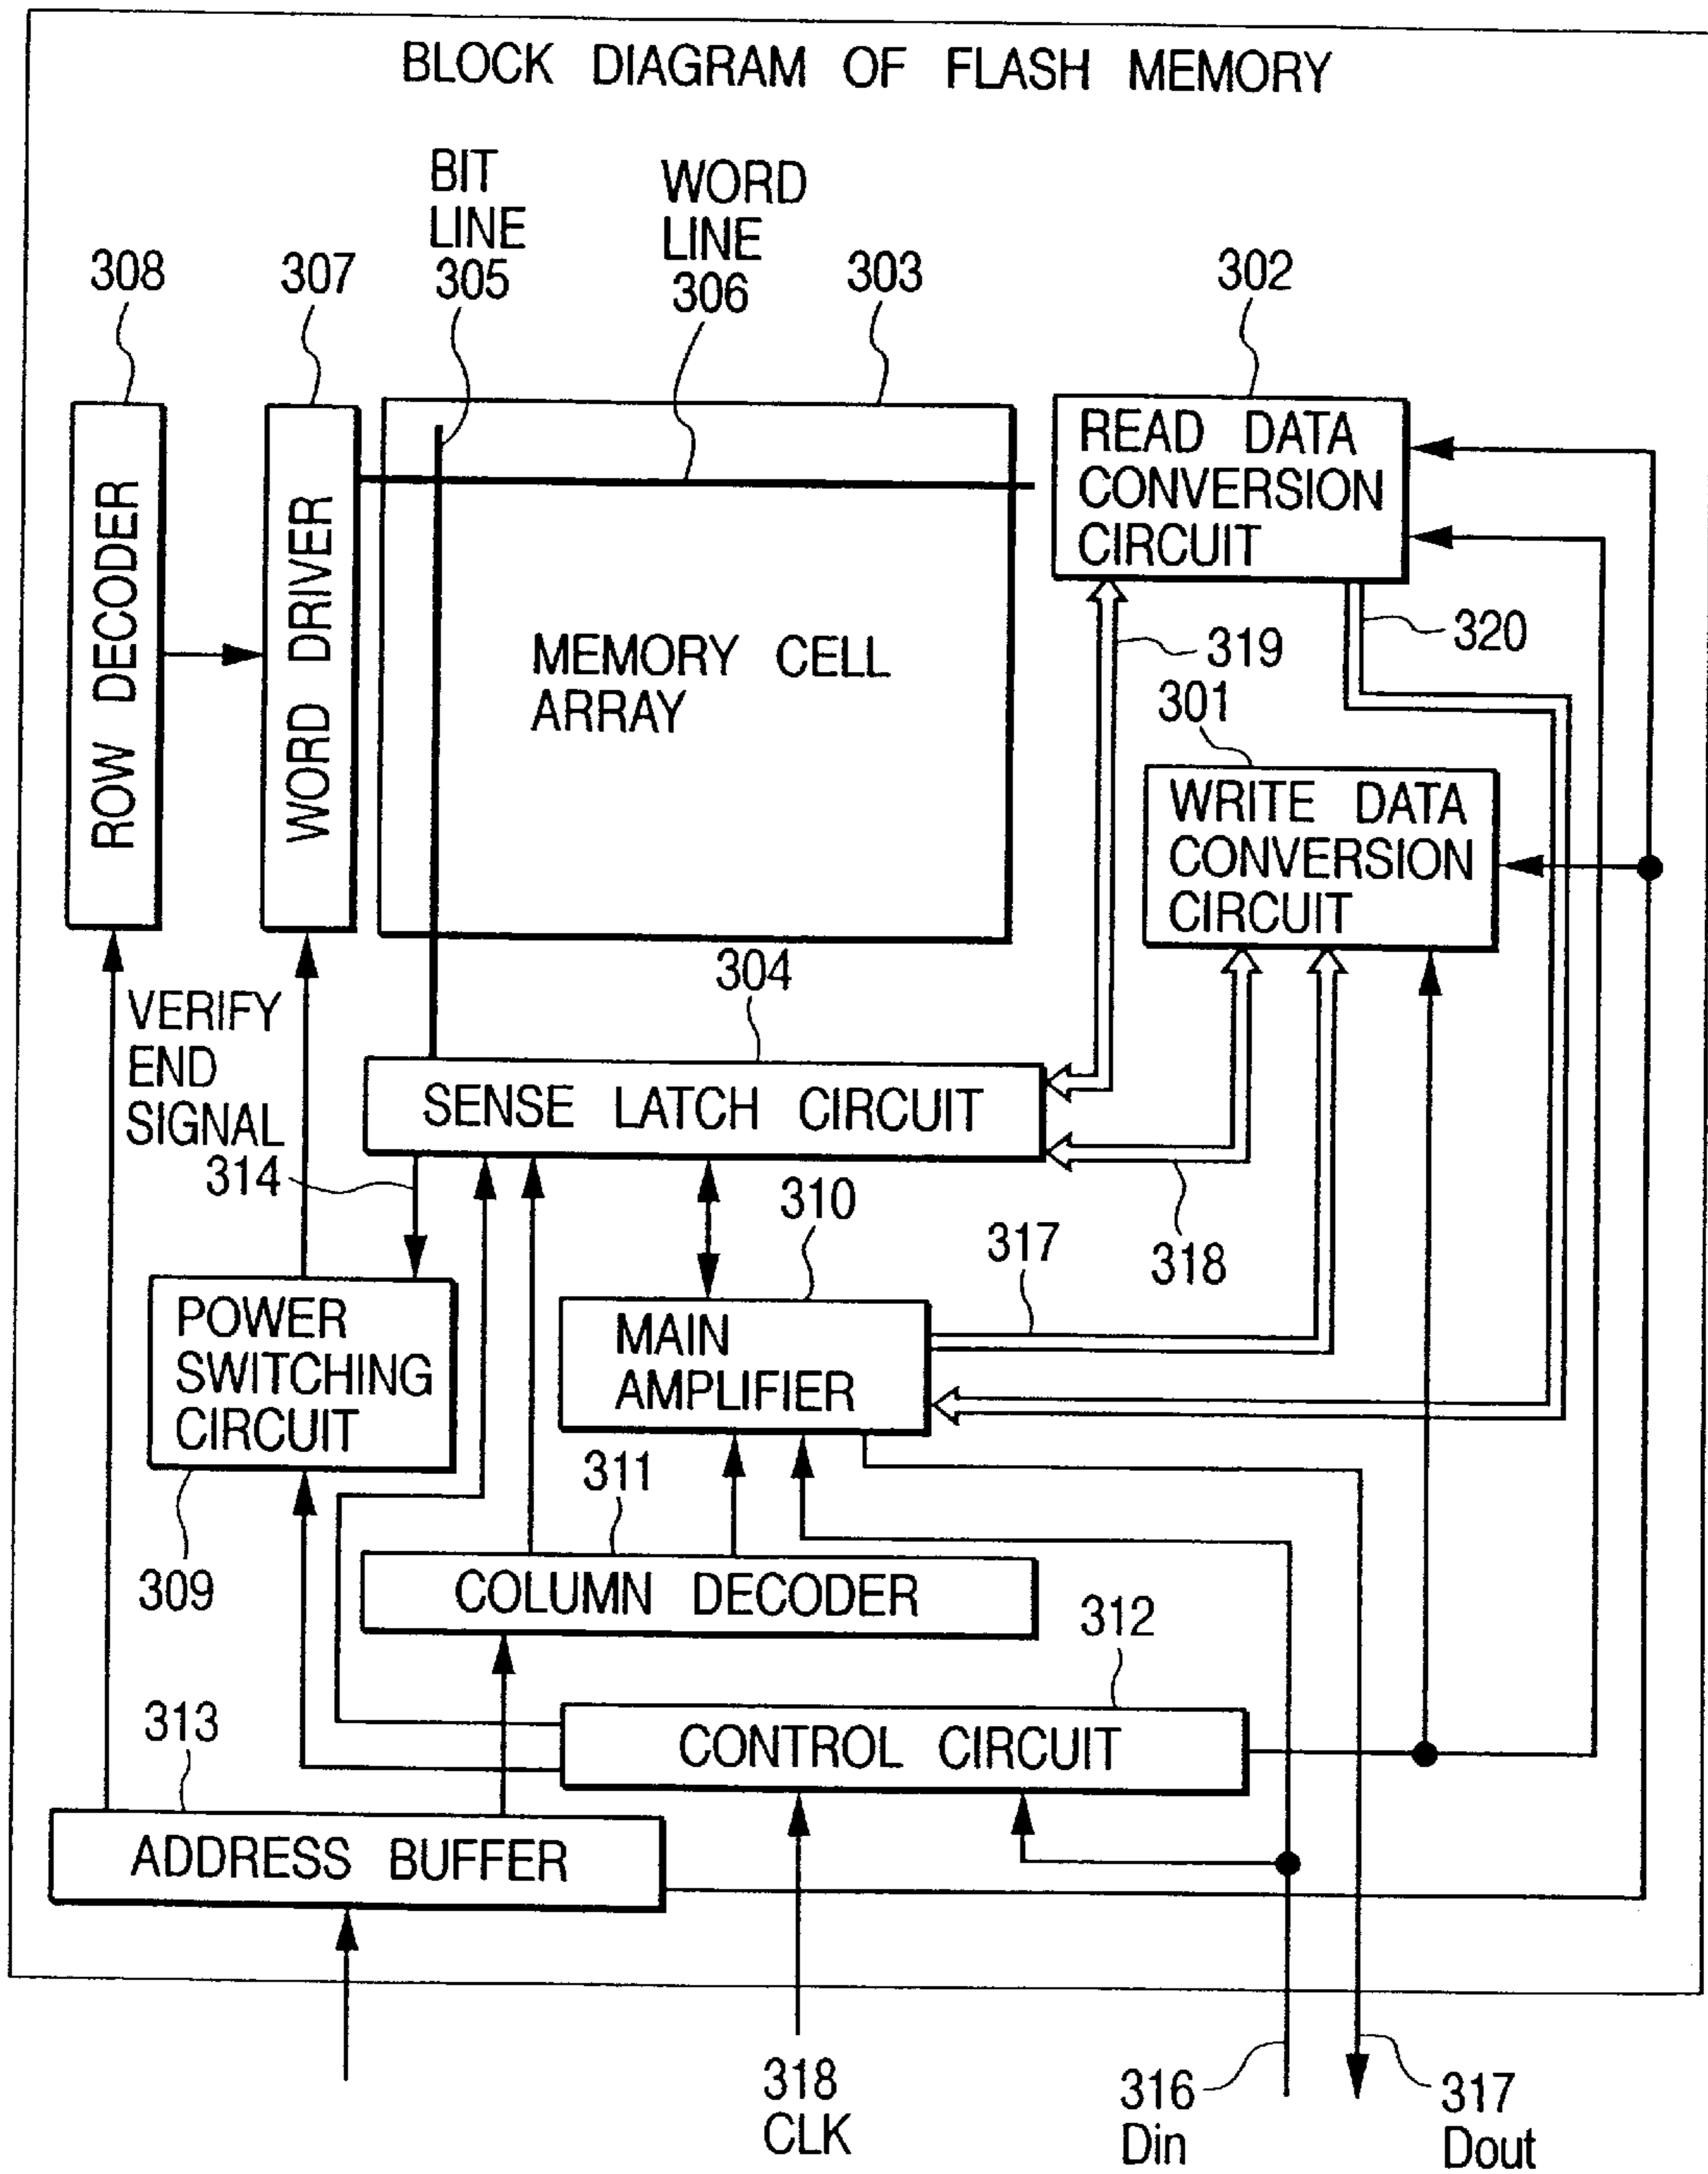 BLOCK DIAGRAM OF FLASH MEMORY
BIT
LINE
305
WORD
LINE
306
308
307
303
302
ROW DECODER
WORD DRIVER
MEMORY CELL
ARRAY
READ DATA
CONVERSION
CIRCUIT
319
320
301
WRITE DATA
CONVERSION
CIRCUIT
304
VERIFY
END
SIGNAL
314
SENSE LATCH CIRCUIT
310
317
318
POWER
SWITCHING
CIRCUIT
309
MAIN
AMPLIFIER
311
COLUMN DECODER
312
313
CONTROL CIRCUIT
ADDRESS BUFFER
318
CLK
316
Din
317
Dout